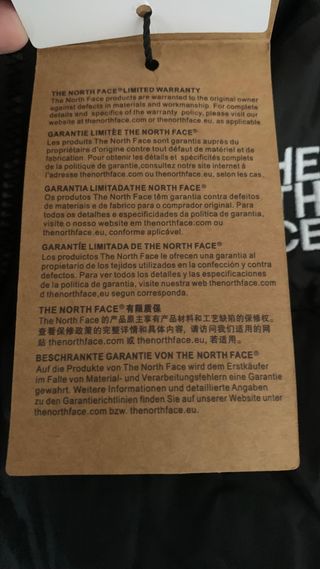 THE NORTH FACE®LIMITED WARRANTY
The North Face products are warranted to the original owner
against defects in materials and workmanship. For complete
details and specifics of the warranty policy, please visit our
website at thenorthface.com or thenorthface.eu, as applicable.
GARANTIE LIMITÉE THE NORTH FACE®
Les produits The North Face sont garantis auprès du
propriétaire d'origine contre tout défaut de matériel et de
fabrication. Pour obtenir les détails et spécificités complets
de la politique de garantie,consultez notre site internet à
l'adresse thenorthface.com ou thenorthface.eu, selon les cas.
GARANTIA LIMITADATHE NORTH FACE®
Os protutos The North Face têm garantia contra defeitos
de materiais e de fabrico para o comprador original. Para
todos os detalhes e especificidades da política de garantia,
visite o nosso website em thenorthface.com ou
thenorthface.eu, conforme aplicável.
GARANTÍE LIMITADA DE THE NORTH FACE®
Los produictos The North Face le ofrecen una garantía al
propietario de los tejidos utilizados en la confección y contra
defectos. Para ver todos los detalles y las especificaciones
de la política de garantía, visite nuestra web thenorthface.com
d thenorthface,eu segun corresponda.
THE NORTH FACE®有限质保
The North Face 的产品原主享有产品材料和工艺缺陷的保修权。
查看保修政策的完整详情和具体内容, 请访问我们适用的网
站 thenorthface.com 或 thenorthface.eu, 若适用。
BESCHRANKTE GARANTIE VON THE NORTH FACE®
Auf die Produkte von The North Face wird dem Erstkäufer
im Falle von Material- und Verarbeitungsfehlern eine Garantie
gewahrt. Weitere Informationen und detaillierte Angaben
zu den Garantierichtlinien finden Sie auf unserer Website unter
thenorthface.com bzw. thenorthface.eu.
HE
TH
CE